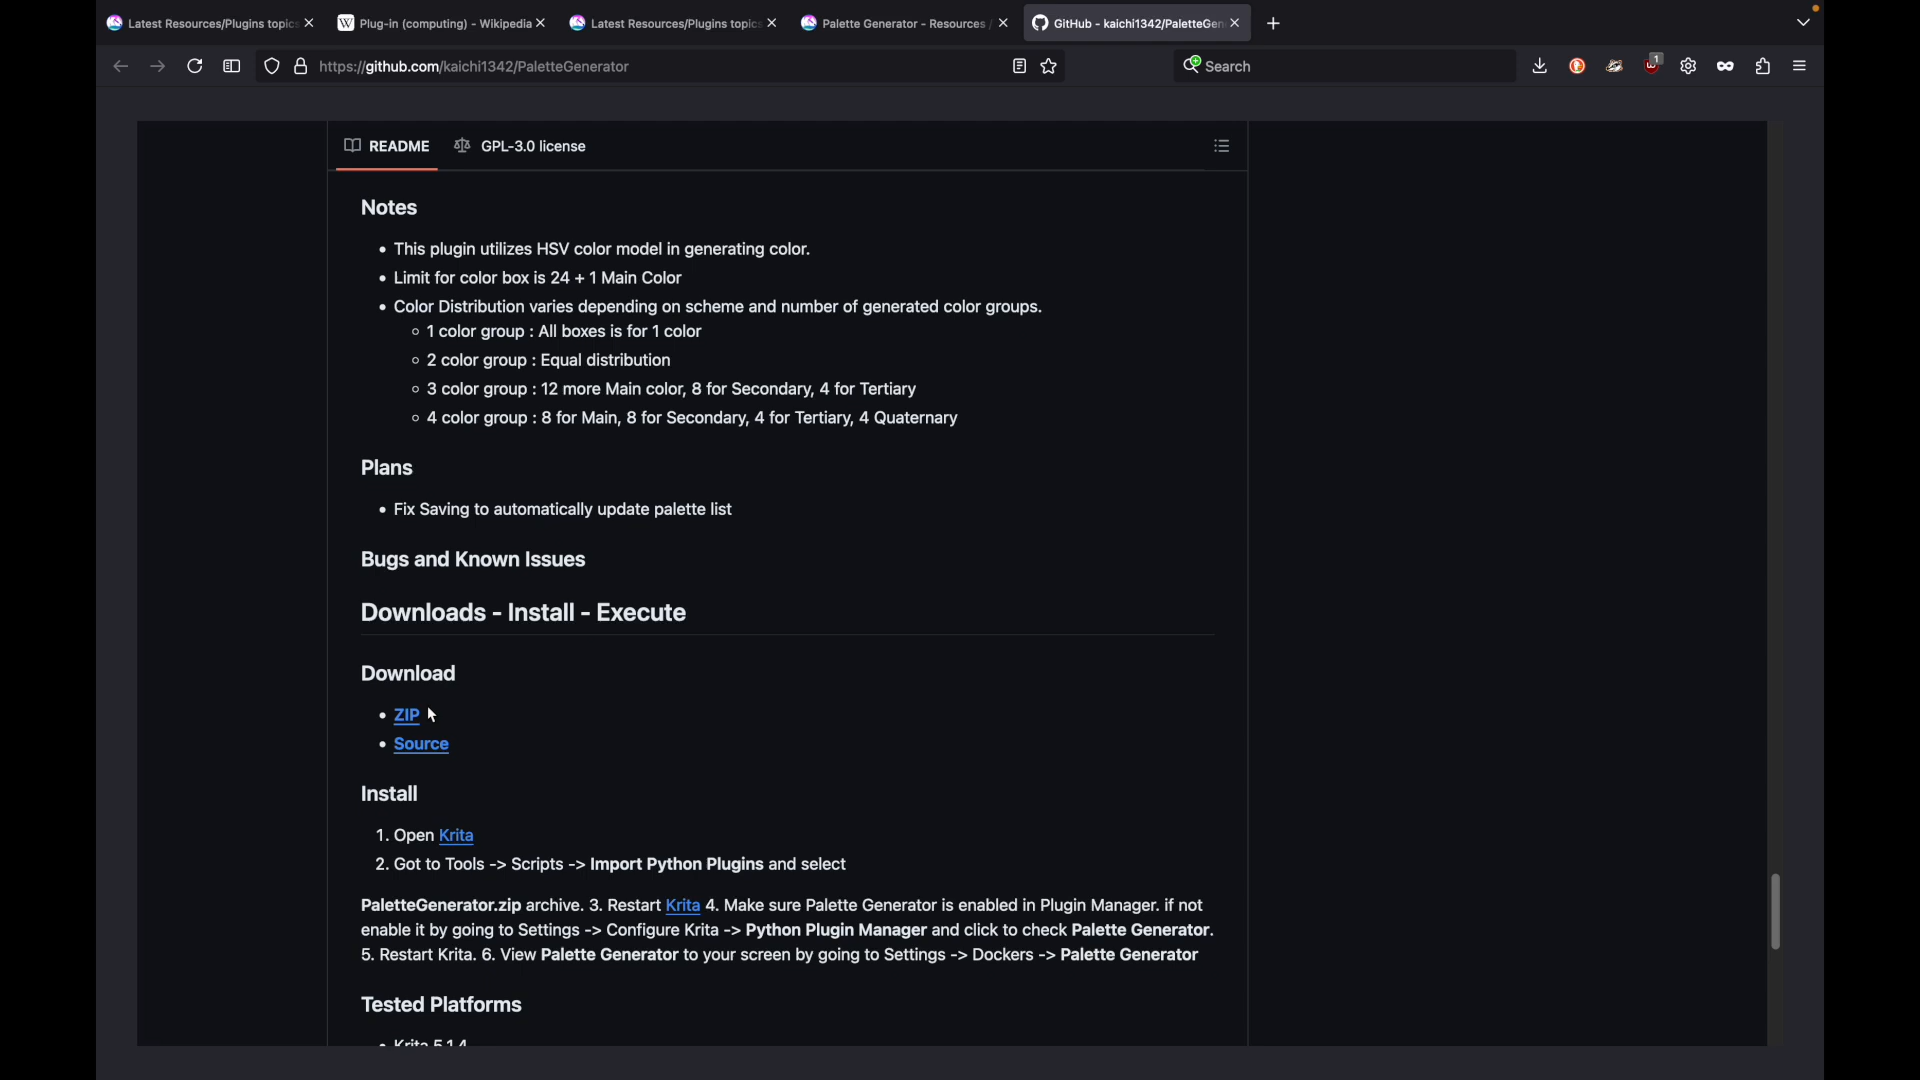 Latest Resources/Plugins topics
Plug-in (computing) - Wikipedia
Latest Resources/Plugins topics
Palette Generator - Resources /
GitHub - kaichi1342/PaletteGen
https://github.com/kaichi1342/PaletteGenerator
Search
1
README
GPL-3.0 license
Notes
• This plugin utilizes HSV color model in generating color.
• Limit for color box is 24 + 1 Main Color
• Color Distribution varies depending on scheme and number of generated color groups.
○ 1 color group : All boxes is for 1 color
○ 2 color group : Equal distribution
○ 3 color group : 12 more Main color, 8 for Secondary, 4 for Tertiary
○ 4 color group : 8 for Main, 8 for Secondary, 4 for Tertiary, 4 Quaternary
Plans
• Fix Saving to automatically update palette list
Bugs and Known Issues
Downloads - Install - Execute
Download
• ZIP
• Source
Install
1. Open Krita
2. Got to Tools -> Scripts -> Import Python Plugins and select
PaletteGenerator.zip archive. 3. Restart Krita 4. Make sure Palette Generator is enabled in Plugin Manager. if not
enable it by going to Settings -> Configure Krita -> Python Plugin Manager and click to check Palette Generator.
5. Restart Krita. 6. View Palette Generator to your screen by going to Settings -> Dockers -> Palette Generator
Tested Platforms
• Krita 5.1.4